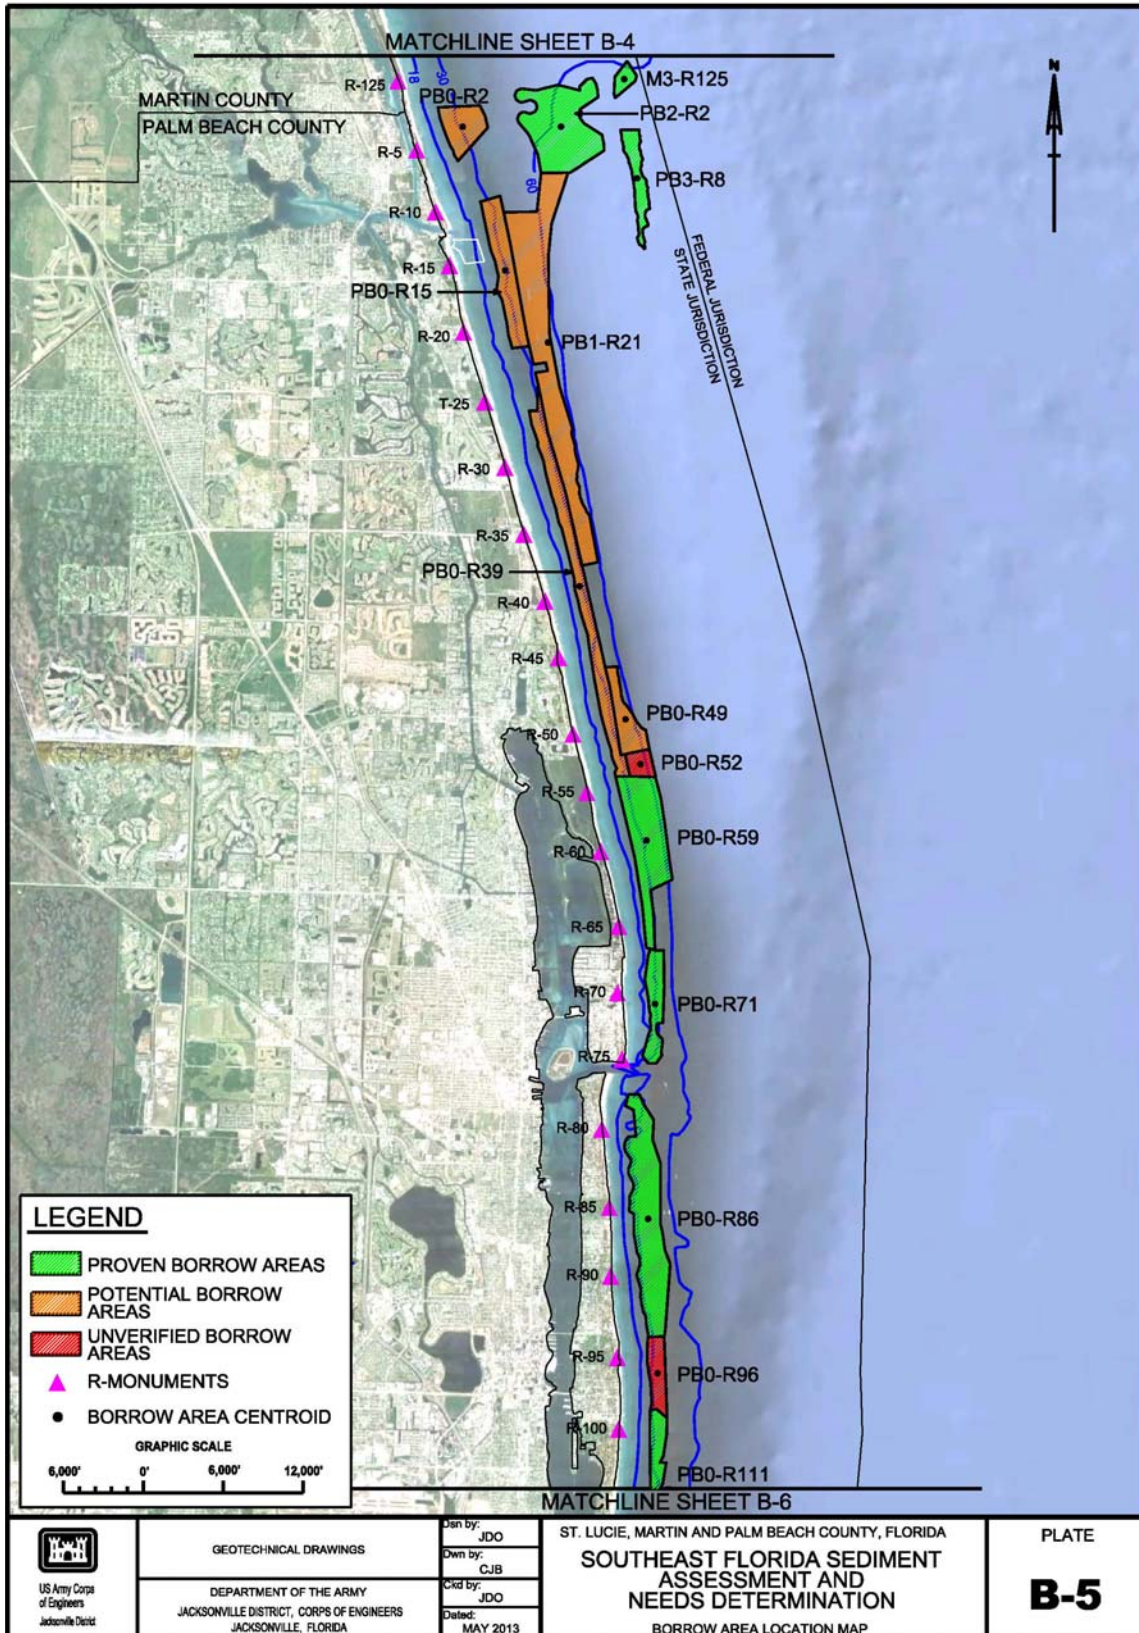 MATCHLINE SHEET B-4
R-125
18
30
M3-R125
MARTIN COUNTY
PB0-R2
PB2-R2
PALM BEACH COUNTY
N
R-5
60
PB3-R8
R-10
R-15
FEDERAL JURISDICTION
STATE JURISDICTION
PB0-R15
R-20
PB1-R21
T-25
R-30
R-35
PB0-R39
R-40
R-45
PB0-R49
R-50
PB0-R52
R-55
PB0-R59
R-60
R-65
R-70
PB0-R71
R-75
R-80
R-85
PB0-R86
R-90
R-95
PB0-R96
R-100
PB0-R111
MATCHLINE SHEET B-6
LEGEND
PROVEN BORROW AREAS
POTENTIAL BORROW
AREAS
UNVERIFIED BORROW
AREAS
R-MONUMENTS
BORROW AREA CENTROID
GRAPHIC SCALE
6,000' 0' 6,000' 12,000'
US Army Corps
of Engineers
Jacksonville District
GEOTECHNICAL DRAWINGS
DEPARTMENT OF THE ARMY
JACKSONVILLE DISTRICT, CORPS OF ENGINEERS
JACKSONVILLE, FLORIDA
Dsn by:
JDO
Dwn by:
CJB
Ckd by:
JDO
Dated:
MAY 2013
ST. LUCIE, MARTIN AND PALM BEACH COUNTY, FLORIDA
SOUTHEAST FLORIDA SEDIMENT
ASSESSMENT AND
NEEDS DETERMINATION
BORROW AREA LOCATION MAP
PLATE
B-5